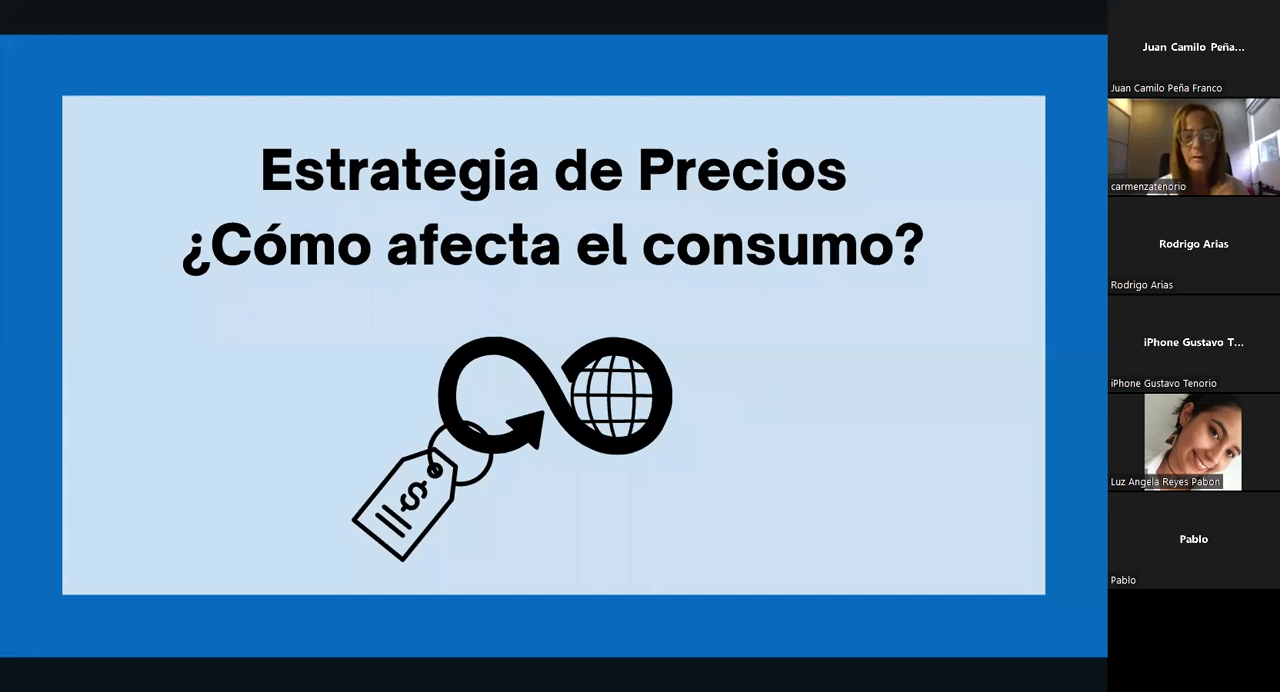 Estrategia de Precios
¿Cómo afecta el consumo?
$
Juan Camilo Peña...
Juan Camilo Peña Franco
carmenzatenorio
Rodrigo Arias
Rodrigo Arias
iPhone Gustavo T...
iPhone Gustavo Tenorio
Luz Angela Reyes Pabon
Pablo
Pablo